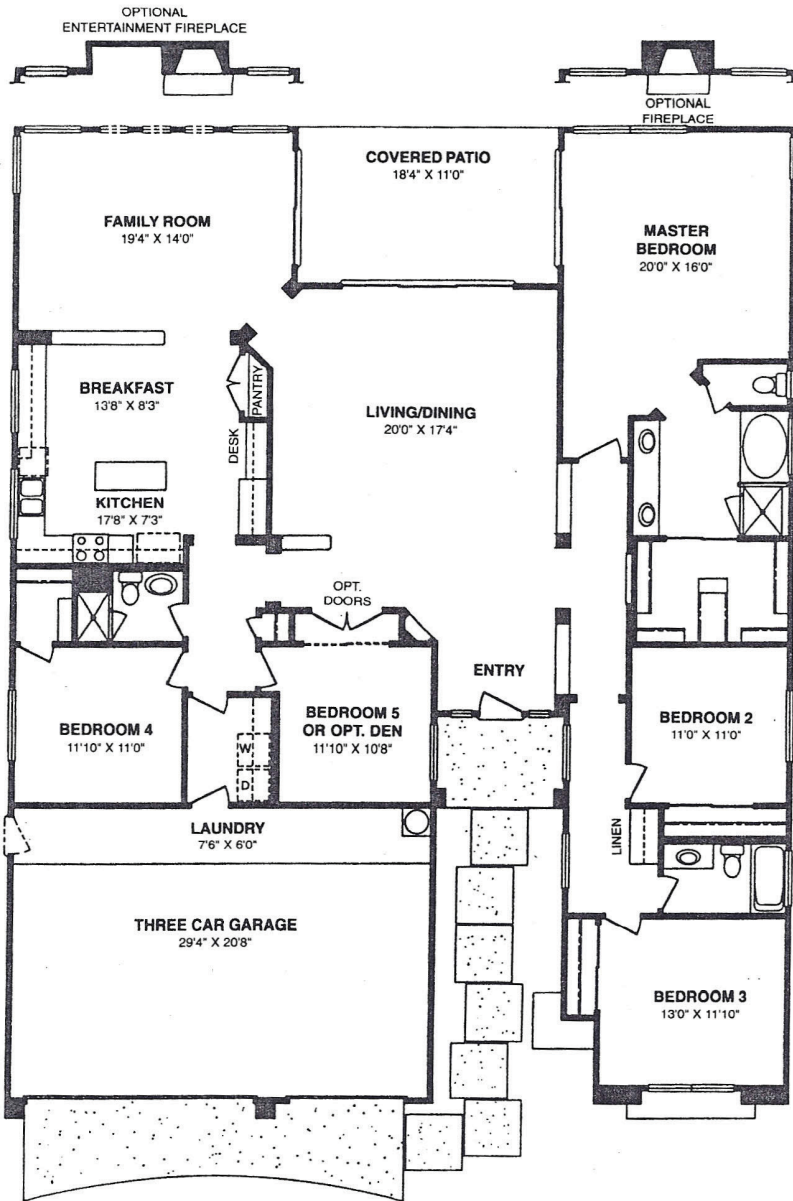 OPTIONAL
ENTERTAINMENT FIREPLACE
OPTIONAL
FIREPLACE
COVERED PATIO
18'4" X 11'0"
FAMILY ROOM
19'4" X 14'0"
MASTER
BEDROOM
20'0" X 16'0"
BREAKFAST
13'8" X 8'3"
PANTRY
LIVING/DINING
20'0" X 17'4"
DESK
KITCHEN
17'8" X 7'3"
OPT.
DOORS
ENTRY
BEDROOM 4
11'10" X 11'0"
BEDROOM 5
OR OPT. DEN
11'10" X 10'8"
BEDROOM 2
11'0" X 11'0"
W
D
LAUNDRY
7'6" X 6'0"
LINEN
THREE CAR GARAGE
29'4" X 20'8"
BEDROOM 3
13'0" X 11'10"